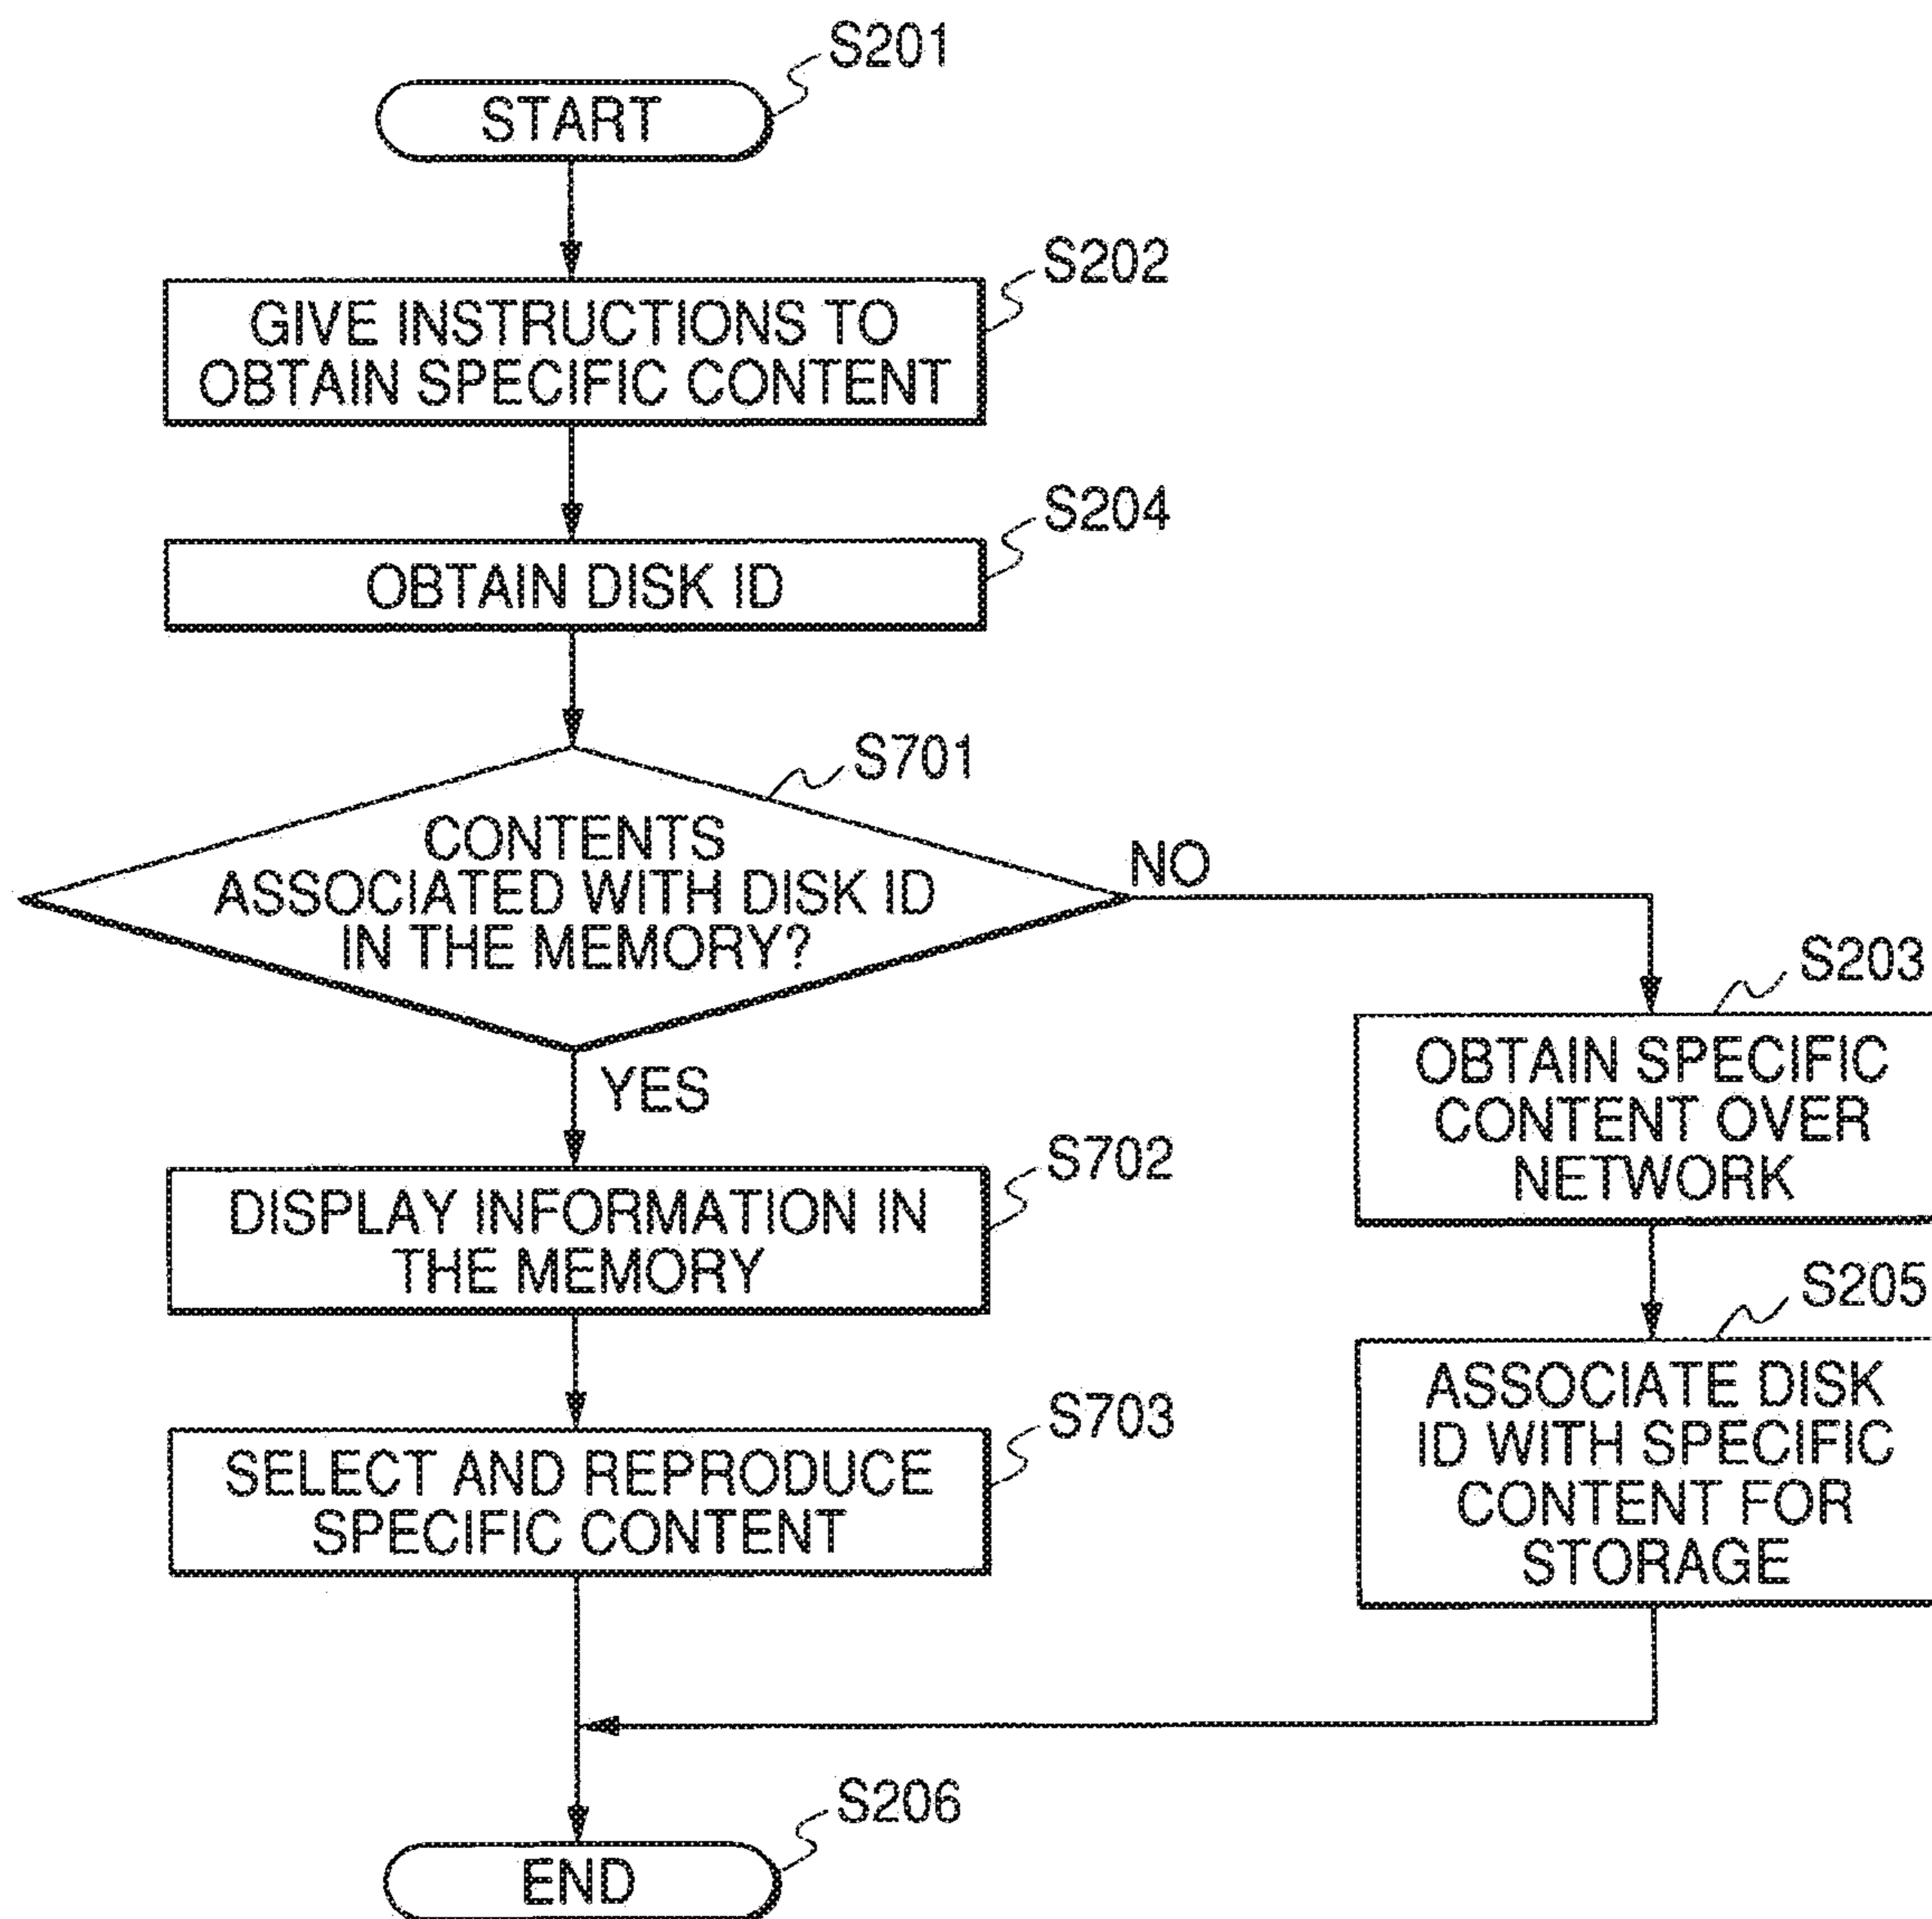 S201
START
S202
GIVE INSTRUCTIONS TO
OBTAIN SPECIFIC CONTENT
S204
OBTAIN DISK ID
S701
CONTENTS
ASSOCIATED WITH DISK ID
IN THE MEMORY?
NO
YES
S203
OBTAIN SPECIFIC
CONTENT OVER
NETWORK
S702
DISPLAY INFORMATION IN
THE MEMORY
S205
ASSOCIATE DISK
ID WITH SPECIFIC
CONTENT FOR
STORAGE
S703
SELECT AND REPRODUCE
SPECIFIC CONTENT
S206
END